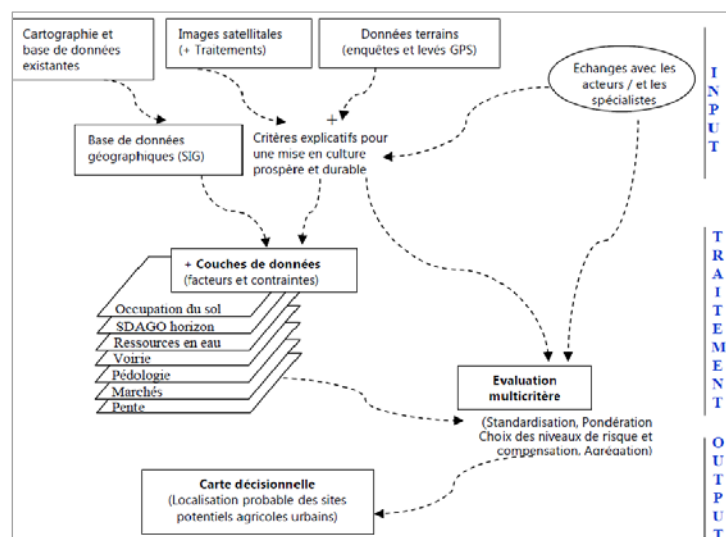 Cartographie et
base de données
existantes
Images satellitales
(+ Traitements)
Données terrains
(enquêtes et levés GPS)
Echanges avec les
acteurs / et les
spécialistes
INPUT
Base de données
géographiques (SIG)
+
Critères explicatifs pour
une mise en culture
prospère et durable
+ Couches de données
(facteurs et contraintes)
Occupation du sol
SDAGO horizon
Ressources en eau
Voirie
Pédologie
Marchés
Pente
TRAITEMENT
Evaluation
multicritère
(Standardisation, Pondération
Choix des niveaux de risque et
compensation, Agrégation)
Carte décisionnelle
(Localisation probable des sites
potentiels agricoles urbains)
OUTPUT